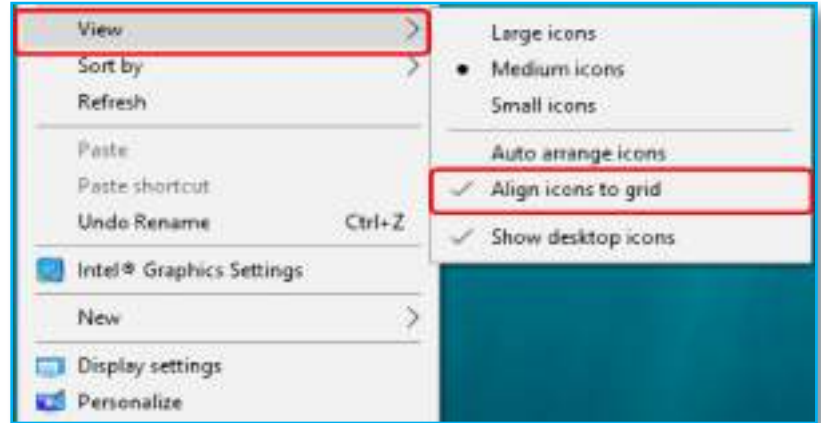 View
Sort by
Refresh
Paste
Paste shortcut
Undo Rename Ctrl+Z
Intel® Graphics Settings
New
Display settings
Personalize
Large icons
Medium icons
Small icons
Auto arrange icons
Align icons to grid
Show desktop icons